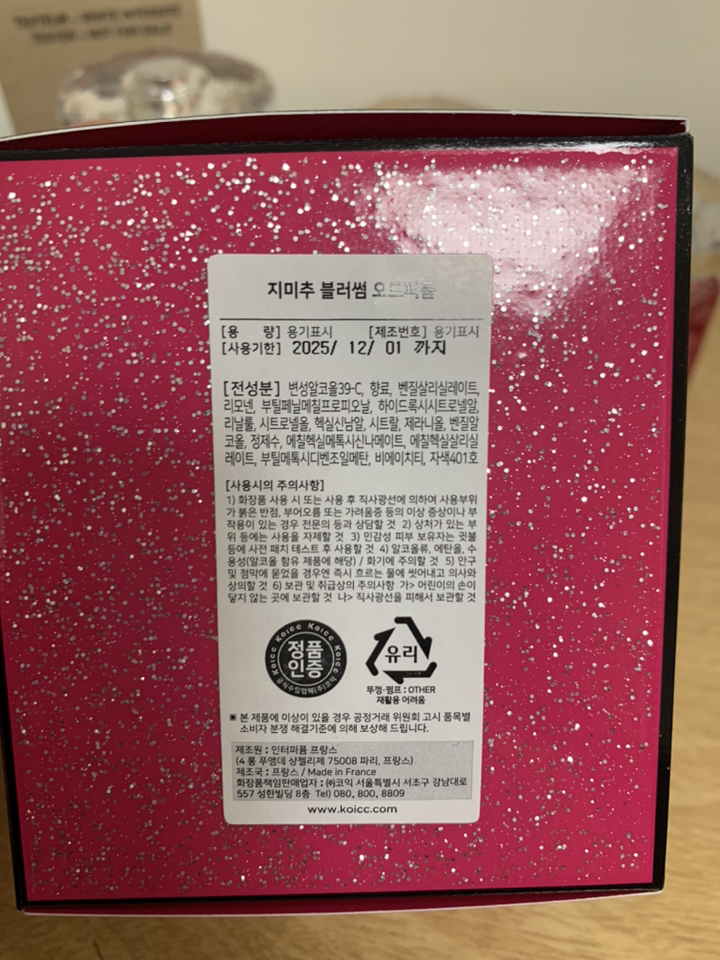 TESTEUR - VENTE INTERDITE
TESTER - NOT FOR SALE
지미추 블러썸 오드퍼퓸
[용 량] 용기표시 [제조번호] 용기표시
[사용기한] 2025/ 12/ 01 까지
[전성분] 변성알코올39-C, 향료, 벤질살리실레이트,
리모넨, 부틸페닐메칠프로피오날, 하이드록시시트로넬알,
리날룰, 시트로넬올, 헥실신남알, 시트랄, 제라니올, 벤질알
코올, 정제수, 에칠헥실메톡시신나메이트, 에칠헥실살리실
레이트, 부틸메톡시디벤조일메탄, 비에이치티, 자색401호
[사용시의 주의사항]
1) 화장품 사용 시 또는 사용 후 직사광선에 의하여 사용부위
가 붉은 반점, 부어오름 또는 가려움증 등의 이상 증상이나 부
작용이 있는 경우 전문의 등과 상담할 것 2) 상처가 있는 부
위 등에는 사용을 자제할 것 3) 민감성 피부 보유자는 귓불
등에 사전 패치 테스트 후 사용할 것 4) 알코올류, 에탄올, 수
용성(알코올 함유 제품에 해당) / 화기에 주의할 것 5) 안구
및 점막에 묻었을 경우엔 즉시 흐르는 물에 씻어내고 의사와
상의할 것 6) 보관 및 취급상의 주의사항 가> 어린이의 손이
닿지 않는 곳에 보관할 것 나> 직사광선을 피해서 보관할 것
Koicc Koicc Koicc Koicc
정품
인증
공식수입업체(주)코익
유리
뚜껑·펌프 : OTHER
재활용 어려움
▣ 본 제품에 이상이 있을 경우 공정거래 위원회 고시 품목별
소비자 분쟁 해결기준에 의해 보상해 드립니다.
제조원 : 인터퍼퓸 프랑스
(4 롱 푸앵데 샹젤리제 75008 파리, 프랑스)
제조국 : 프랑스 / Made in France
화장품책임판매업자 : ㈜코익 서울특별시 서초구 강남대로
557 성한빌딩 8층 Tel) 080, 800, 8809
www.koicc.com